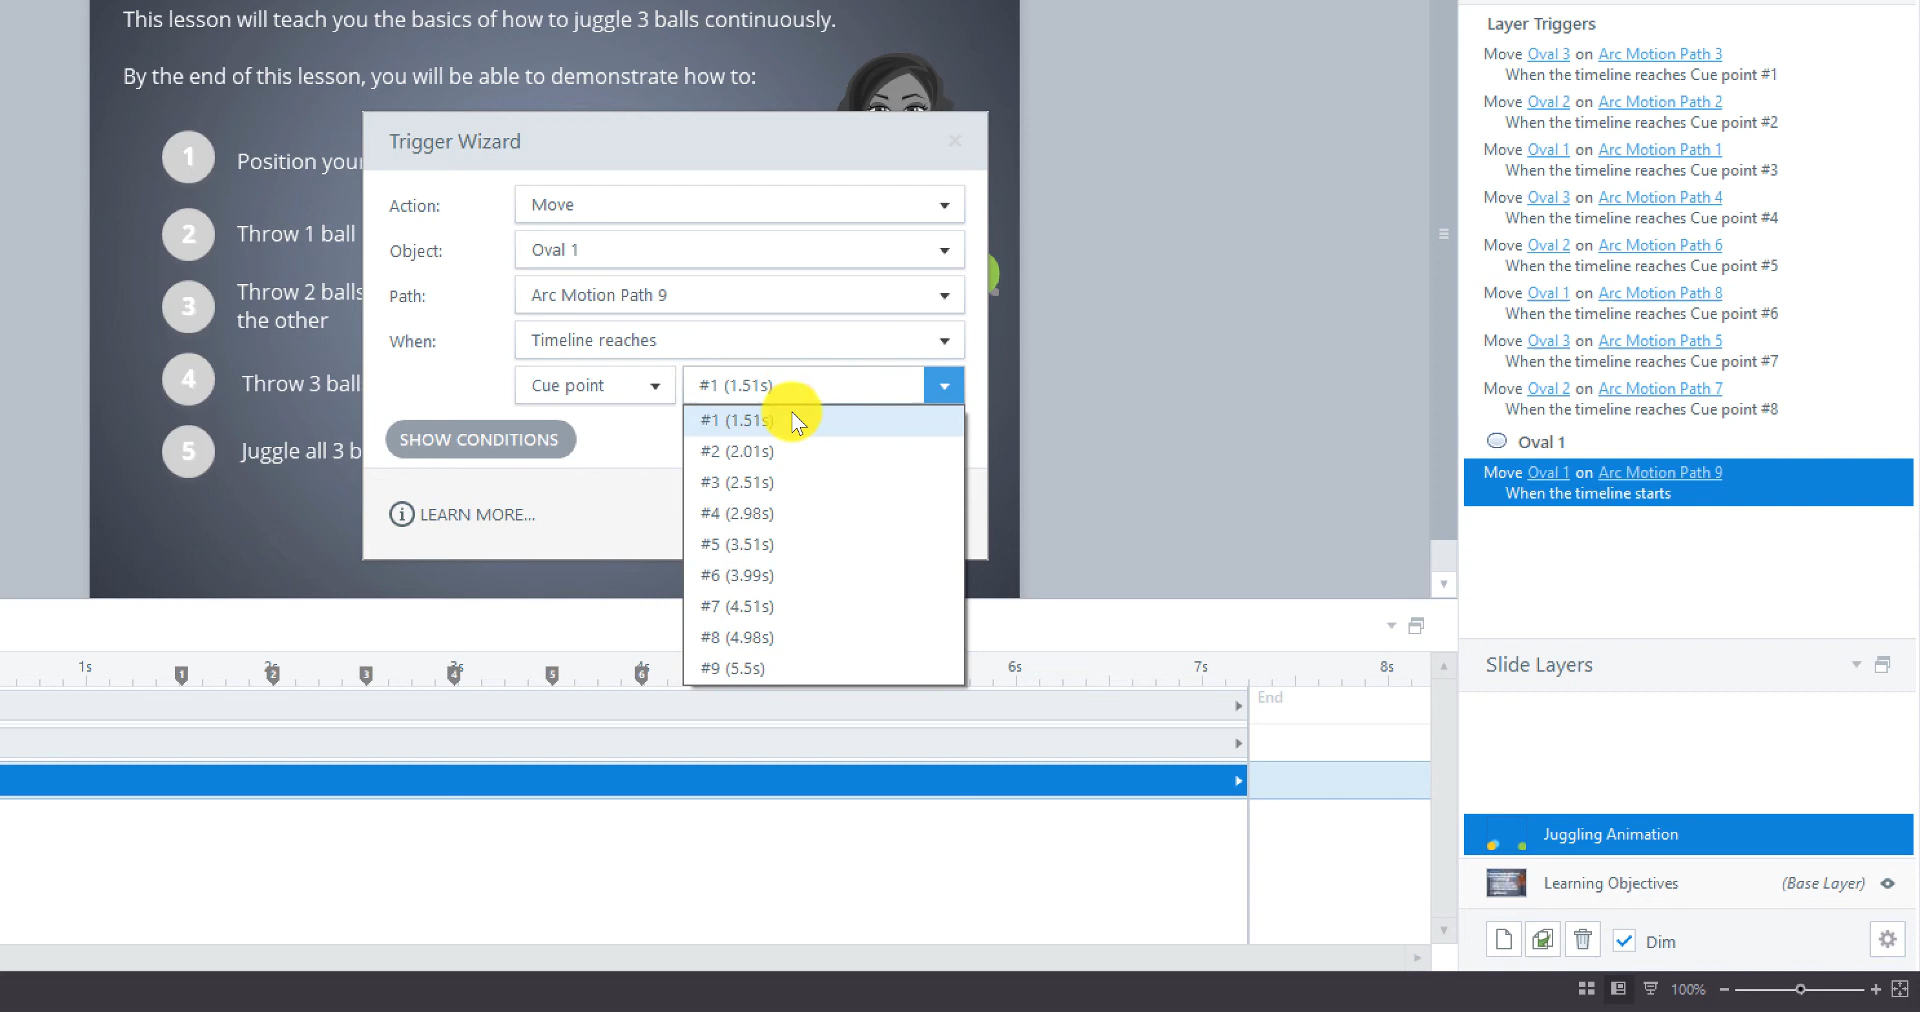 This lesson will teach you the basics of how to juggle 3 balls continuously.
By the end of this lesson, you will be able to demonstrate how to:
1
Position your
2
Throw 1 ball
3
Throw 2 balls
the other
4
Throw 3 ball
5
Juggle all 3 b
Trigger Wizard
Action:
Move
Object:
Oval 1
Path:
Arc Motion Path 9
When:
Timeline reaches
Cue point
#1 (1.51s)
#1 (1.51s)
#2 (2.01s)
#3 (2.51s)
#4 (2.98s)
#5 (3.51s)
#6 (3.99s)
#7 (4.51s)
#8 (4.98s)
#9 (5.5s)
SHOW CONDITIONS
LEARN MORE...
Layer Triggers
Move Oval 3 on Arc Motion Path 3
When the timeline reaches Cue point #1
Move Oval 2 on Arc Motion Path 2
When the timeline reaches Cue point #2
Move Oval 1 on Arc Motion Path 1
When the timeline reaches Cue point #3
Move Oval 3 on Arc Motion Path 4
When the timeline reaches Cue point #4
Move Oval 2 on Arc Motion Path 6
When the timeline reaches Cue point #5
Move Oval 1 on Arc Motion Path 8
When the timeline reaches Cue point #6
Move Oval 3 on Arc Motion Path 5
When the timeline reaches Cue point #7
Move Oval 2 on Arc Motion Path 7
When the timeline reaches Cue point #8
Oval 1
Move Oval 1 on Arc Motion Path 9
When the timeline starts
1s 2s 3s 4s 6s 7s 8s
1 2 3 4 5 6
End
Slide Layers
Juggling Animation
Learning Objectives (Base Layer)
Dim
100%